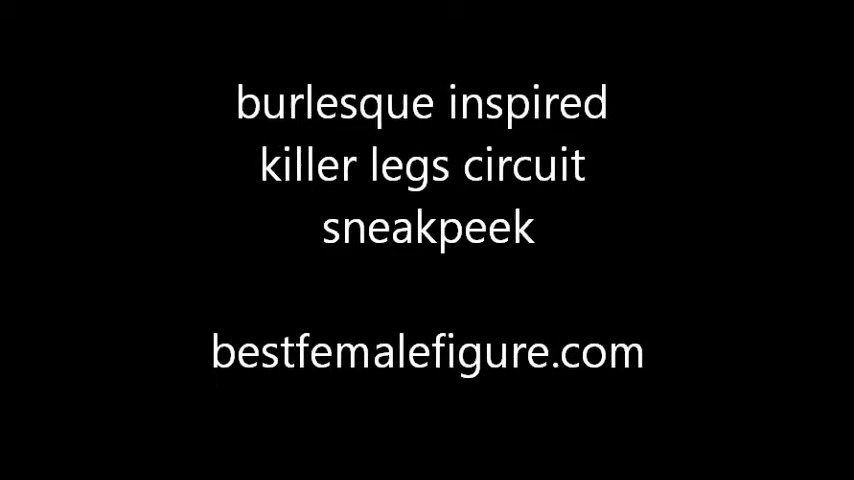 burlesque inspired
killer legs circuit
sneakpeek
bestfemalefigure.com